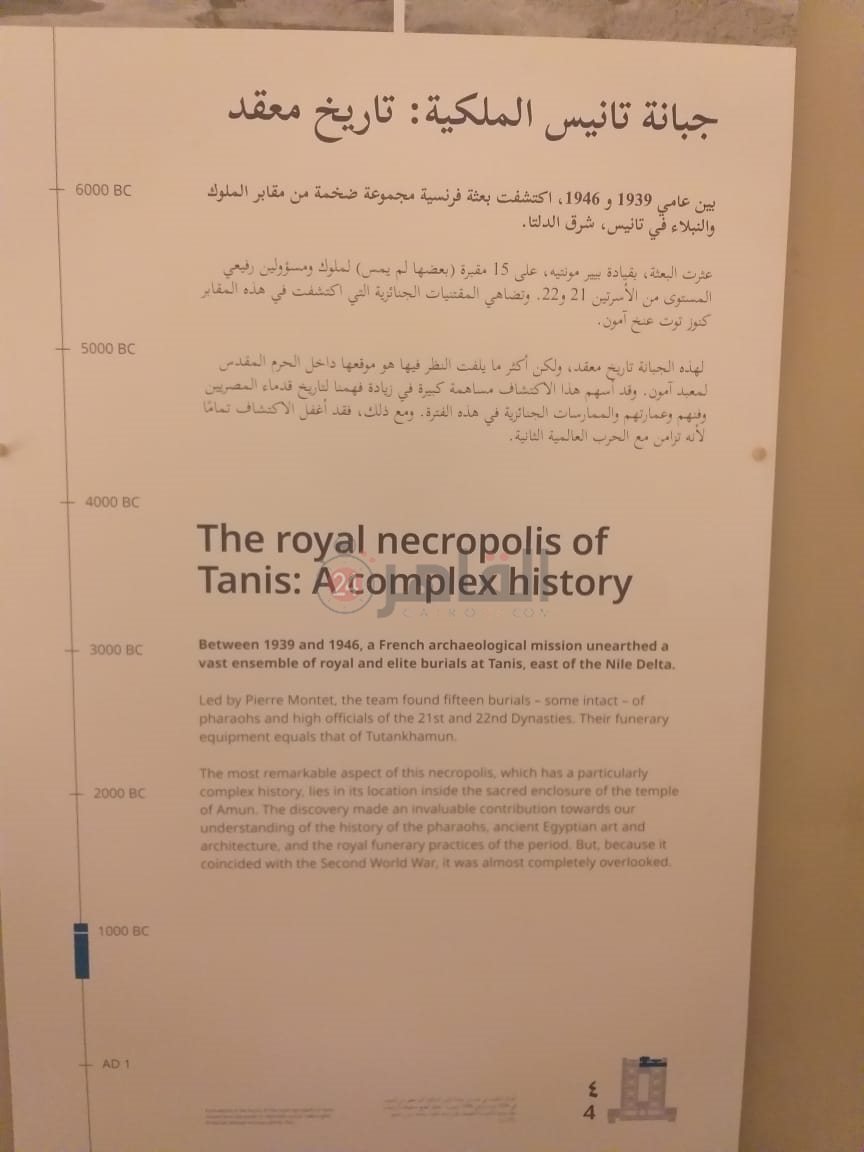 جبانة تانيس الملكية: تاريخ معقد
بين عامي 1939 و 1946، اكتشفت بعثة فرنسية مجموعة ضخمة من مقابر الملوك
والنبلاء في تانيس، شرق الدلتا.
عثرت البعثة، بقيادة بيير مونتيه، على 15 مقبرة (بعضها لم يمس) لملوك ومسؤولين رفيعي
المستوى من الأسرتين 21 و22. وتضاهي المقتنيات الجنائزية التي اكتشفت في هذه المقابر
كنوز توت عنخ آمون.
لهذه الجبانة تاريخ معقد، ولكن أكثر ما يلفت النظر فيها هو موقعها داخل الحرم المقدس
لمعبد آمون. وقد أسهم هذا الاكتشاف مساهمة كبيرة في زيادة فهمنا لتاريخ قدماء المصريين
وفنهم وعمارتهم والممارسات الجنائزية في هذه الفترة. ومع ذلك، فقد أغفل الاكتشاف تمامًا
لأنه تزامن مع الحرب العالمية الثانية.
The royal necropolis of
Tanis: A complex history
القاهرة 24
Between 1939 and 1946, a French archaeological mission unearthed a
vast ensemble of royal and elite burials at Tanis, east of the Nile Delta.
Led by Pierre Montet, the team found fifteen burials – some intact – of
pharaohs and high officials of the 21st and 22nd Dynasties. Their funerary
equipment equals that of Tutankhamun.
The most remarkable aspect of this necropolis, which has a particularly
complex history, lies in its location inside the sacred enclosure of the temple
of Amun. The discovery made an invaluable contribution towards our
understanding of the history of the pharaohs, ancient Egyptian art and
architecture, and the royal funerary practices of the period. But, because it
coincided with the Second World War, it was almost completely overlooked.
6000 BC
5000 BC
4000 BC
3000 BC
2000 BC
1000 BC
AD 1
٤
4